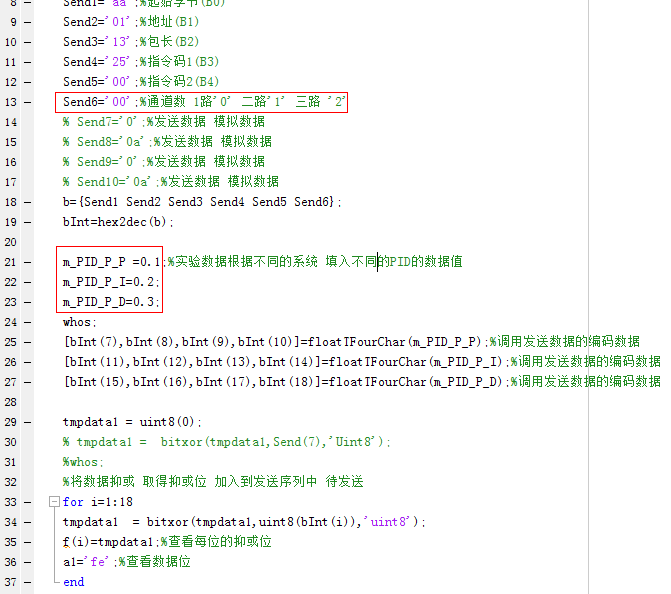 8 Send1='aa';%起始字节(B0)
9 Send2='01';%地址(B1)
10 Send3='13';%包长(B2)
11 Send4='25';%指令码1(B3)
12 Send5='00';%指令码2(B4)
13 Send6='00';%通道数 1路'0' 二路'1' 三路 '2'
14 % Send7='0';%发送数据 模拟数据
15 % Send8='0a';%发送数据 模拟数据
16 % Send9='0';%发送数据 模拟数据
17 % Send10='0a';%发送数据 模拟数据
18 b={Send1 Send2 Send3 Send4 Send5 Send6};
19 bInt=hex2dec(b);
20
21 m_PID_P_P =0.1;%实验数据根据不同的系统 填入不同的PID的数据值
22 m_PID_P_I=0.2;
23 m_PID_P_D=0.3;
24 whos;
25 [bInt(7),bInt(8),bInt(9),bInt(10)]=floatTFourChar(m_PID_P_P);%调用发送数据的编码数据
26 [bInt(11),bInt(12),bInt(13),bInt(14)]=floatTFourChar(m_PID_P_I);%调用发送数据的编码数据
27 [bInt(15),bInt(16),bInt(17),bInt(18)]=floatTFourChar(m_PID_P_D);%调用发送数据的编码数据
28
29 tmpdata1 = uint8(0);
30 % tmpdata1 =  bitxor(tmpdata1,Send(7),'Uint8');
31 %whos;
32 %将数据抑或 取得抑或位 加入到发送序列中 待发送
33 for i=1:18
34 tmpdata1  = bitxor(tmpdata1,uint8(bInt(i)),'uint8');
35 f(i)=tmpdata1;%查看每位的抑或位
36 a1='fe';%查看数据位
37 end